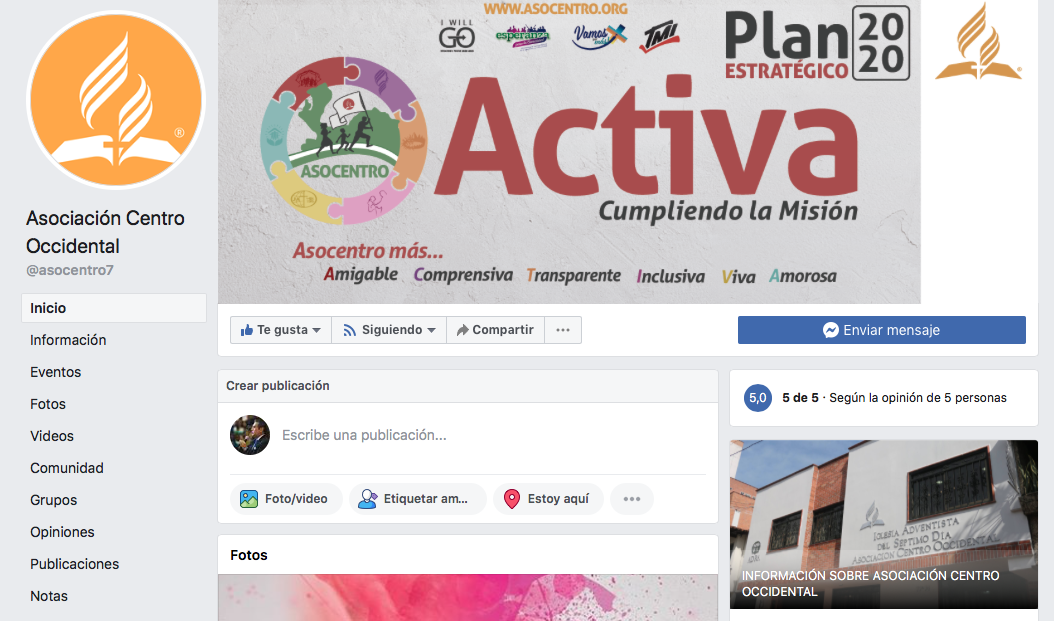 WWW.ASOCENTRO.ORG
I WILL
GO
esperanza
Vamos
TMI
Plan
ESTRATÉGICO
20
20
ASOCENTRO
Activa
Cumpliendo la Misión
Asocentro más...
Amigable Comprensiva Transparente Inclusiva Viva Amorosa
®
Asociación Centro
Occidental
@asocentro7
Inicio
Información
Eventos
Fotos
Videos
Comunidad
Grupos
Opiniones
Publicaciones
Notas
Te gusta
Siguiendo
Compartir
Enviar mensaje
Crear publicación
Escribe una publicación...
Foto/video
Etiquetar am...
Estoy aquí
Fotos
5,0
5 de 5 · Según la opinión de 5 personas
IGLESIA ADVENTISTA
DEL SÉPTIMO DÍA
ASOCIACIÓN CENTRO OCCIDENTAL
INFORMACIÓN SOBRE ASOCIACIÓN CENTRO
OCCIDENTAL